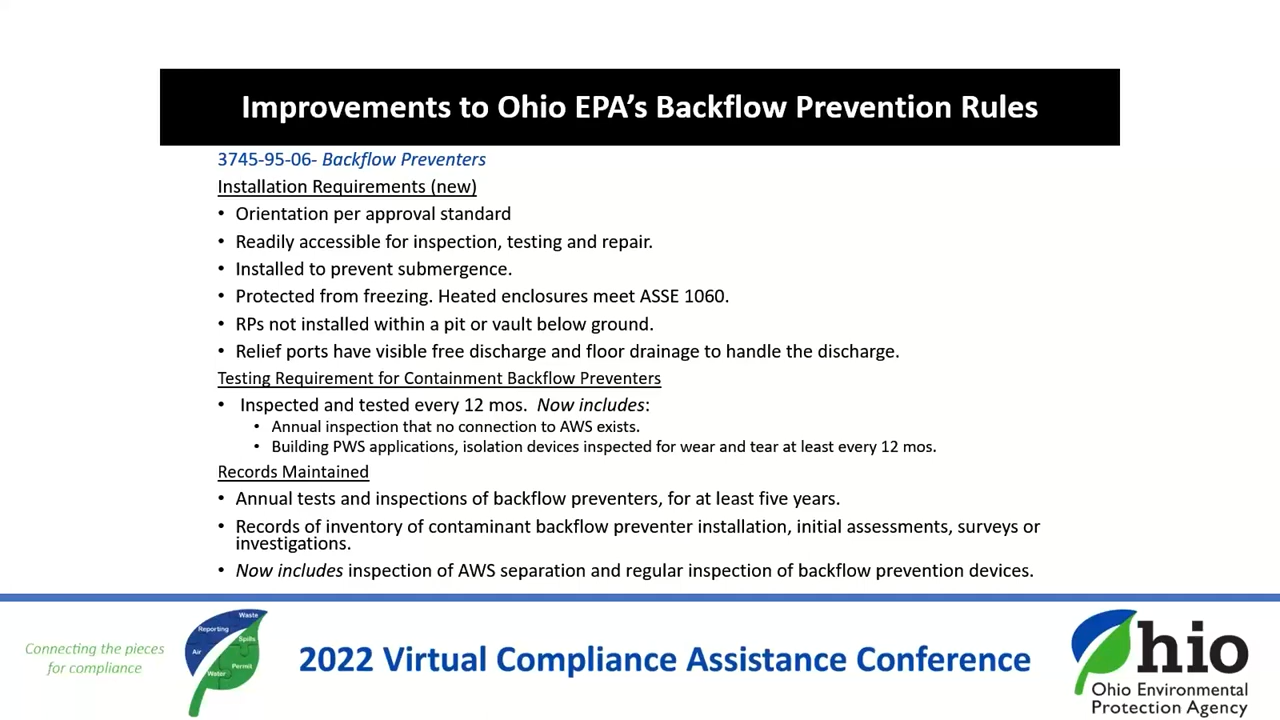 Improvements to Ohio EPA’s Backflow Prevention Rules
3745-95-06- Backflow Preventers
Installation Requirements (new)
• Orientation per approval standard
• Readily accessible for inspection, testing and repair.
• Installed to prevent submergence.
• Protected from freezing. Heated enclosures meet ASSE 1060.
• RPs not installed within a pit or vault below ground.
• Relief ports have visible free discharge and floor drainage to handle the discharge.
Testing Requirement for Containment Backflow Preventers
• Inspected and tested every 12 mos. Now includes:
• Annual inspection that no connection to AWS exists.
• Building PWS applications, isolation devices inspected for wear and tear at least every 12 mos.
Records Maintained
• Annual tests and inspections of backflow preventers, for at least five years.
• Records of inventory of contaminant backflow preventer installation, initial assessments, surveys or
investigations.
• Now includes inspection of AWS separation and regular inspection of backflow prevention devices.
Connecting the pieces
for compliance
Waste
Reporting
Spills
Air
Permit
Water
2022 Virtual Compliance Assistance Conference
Ohio
Ohio Environmental
Protection Agency